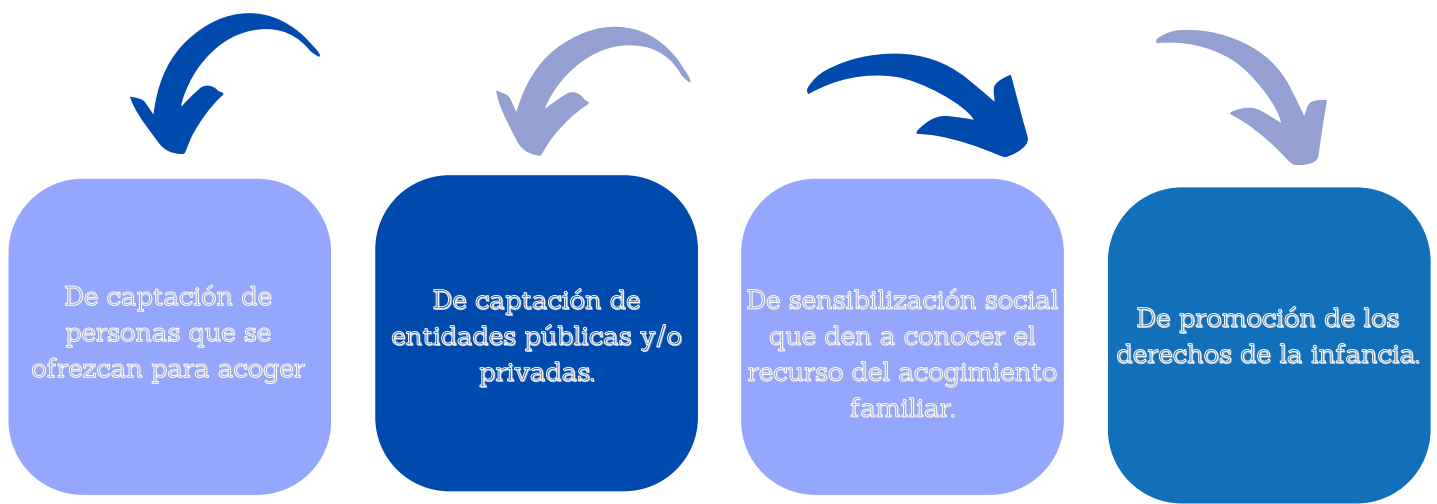 De captación de
personas que se
ofrezcan para acoger
De captación de
entidades públicas y/o
privadas.
De sensibilización social
que den a conocer el
recurso del acogimiento
familiar.
De promoción de los
derechos de la infancia.